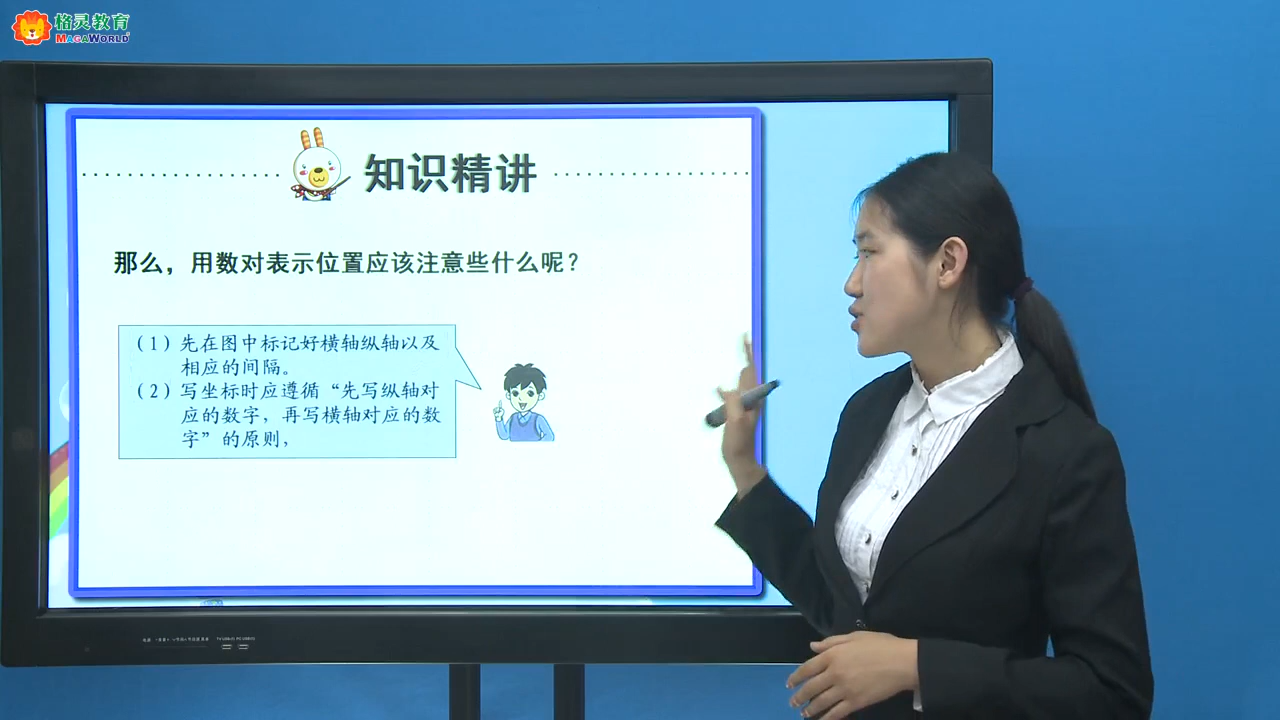 格灵教育
MAGAWORLD
知识精讲
那么，用数对表示位置应该注意些什么呢？
（1）先在图中标记好横轴纵轴以及
相应的间隔。
（2）写坐标时应遵循“先写纵轴对
应的数字，再写横轴对应的数
字”的原则，